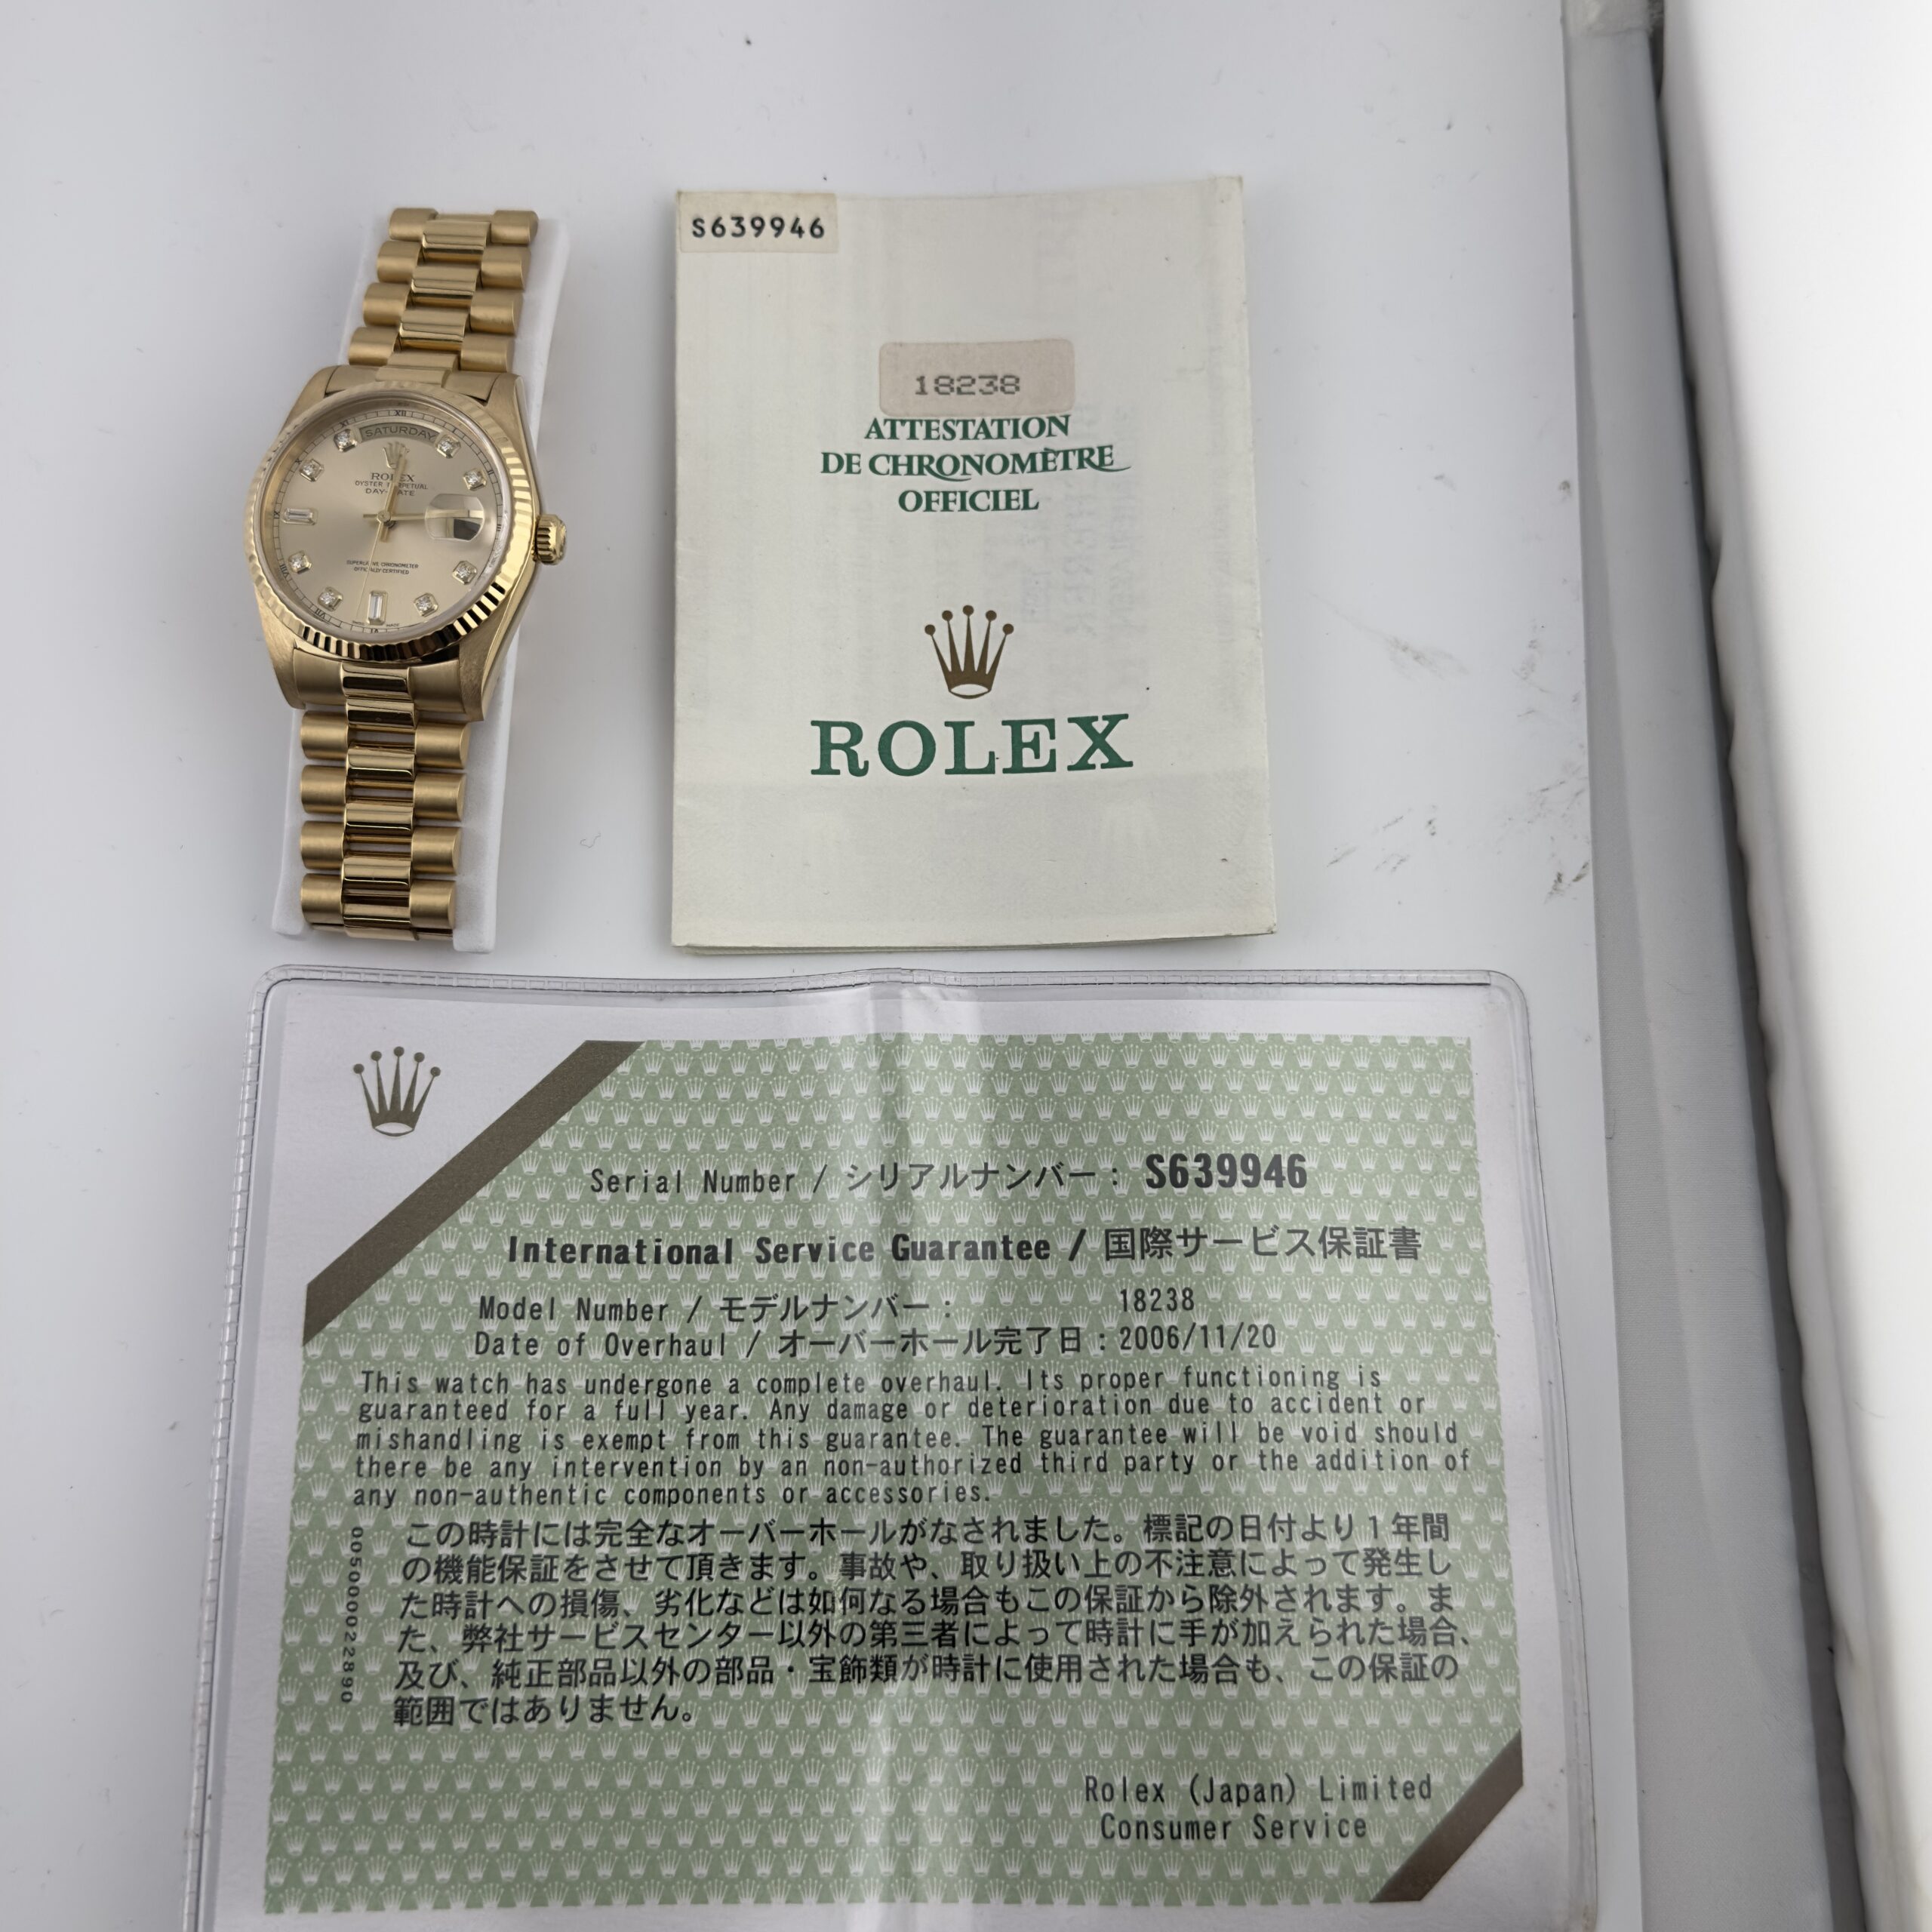 SATURDAY
ROLEX
OYSTER PERPETUAL
DAY-DATE
SUPERLATIVE CHRONOMETER
OFFICIALLY CERTIFIED
S639946
18238
ATTESTATION
DE CHRONOMÈTRE
OFFICIEL
ROLEX
Serial Number / シリアルナンバー : S639946
International Service Guarantee / 国際サービス保証書
Model Number / モデルナンバー : 18238
Date of Overhaul / オーバーホール完了日 : 2006/11/20
This watch has undergone a complete overhaul. Its proper functioning is
guaranteed for a full year. Any damage or deterioration due to accident or
mishandling is exempt from this guarantee. The guarantee will be void should
there be any intervention by an non-authorized third party or the addition of
any non-authentic components or accessories.
この時計には完全なオーバーホールがなされました。標記の日付より1年間
の機能保証をさせて頂きます。事故や、取り扱い上の不注意によって発生し
た時計への損傷、劣化などは如何なる場合もこの保証から除外されます。ま
た、弊社サービスセンター以外の第三者によって時計に手が加えられた場合、
及び、純正部品以外の部品・宝飾類が時計に使用された場合も、この保証の
範囲ではありません。
0050000022890
Rolex (Japan) Limited
Consumer Service